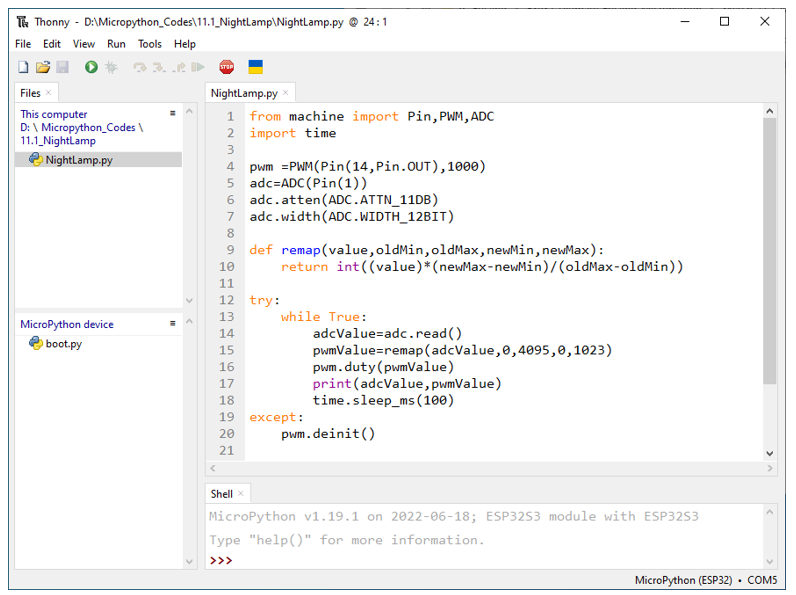 Thonny - D:\Micropython_Codes\11.1_NightLamp\NightLamp.py @ 24 : 1
File Edit View Run Tools Help
STOP
Files ×
This computer ≡
D: \ Micropython_Codes \
11.1_NightLamp
NightLamp.py
MicroPython device ≡
boot.py
NightLamp.py ×
1 from machine import Pin,PWM,ADC
2 import time
3
4 pwm =PWM(Pin(14,Pin.OUT),1000)
5 adc=ADC(Pin(1))
6 adc.atten(ADC.ATTN_11DB)
7 adc.width(ADC.WIDTH_12BIT)
8
9 def remap(value,oldMin,oldMax,newMin,newMax):
10     return int((value)*(newMax-newMin)/(oldMax-oldMin))
11
12 try:
13     while True:
14         adcValue=adc.read()
15         pwmValue=remap(adcValue,0,4095,0,1023)
16         pwm.duty(pwmValue)
17         print(adcValue,pwmValue)
18         time.sleep_ms(100)
19 except:
20     pwm.deinit()
21
Shell ×
MicroPython v1.19.1 on 2022-06-18; ESP32S3 module with ESP32S3
Type "help()" for more information.
>>>
MicroPython (ESP32) • COM5